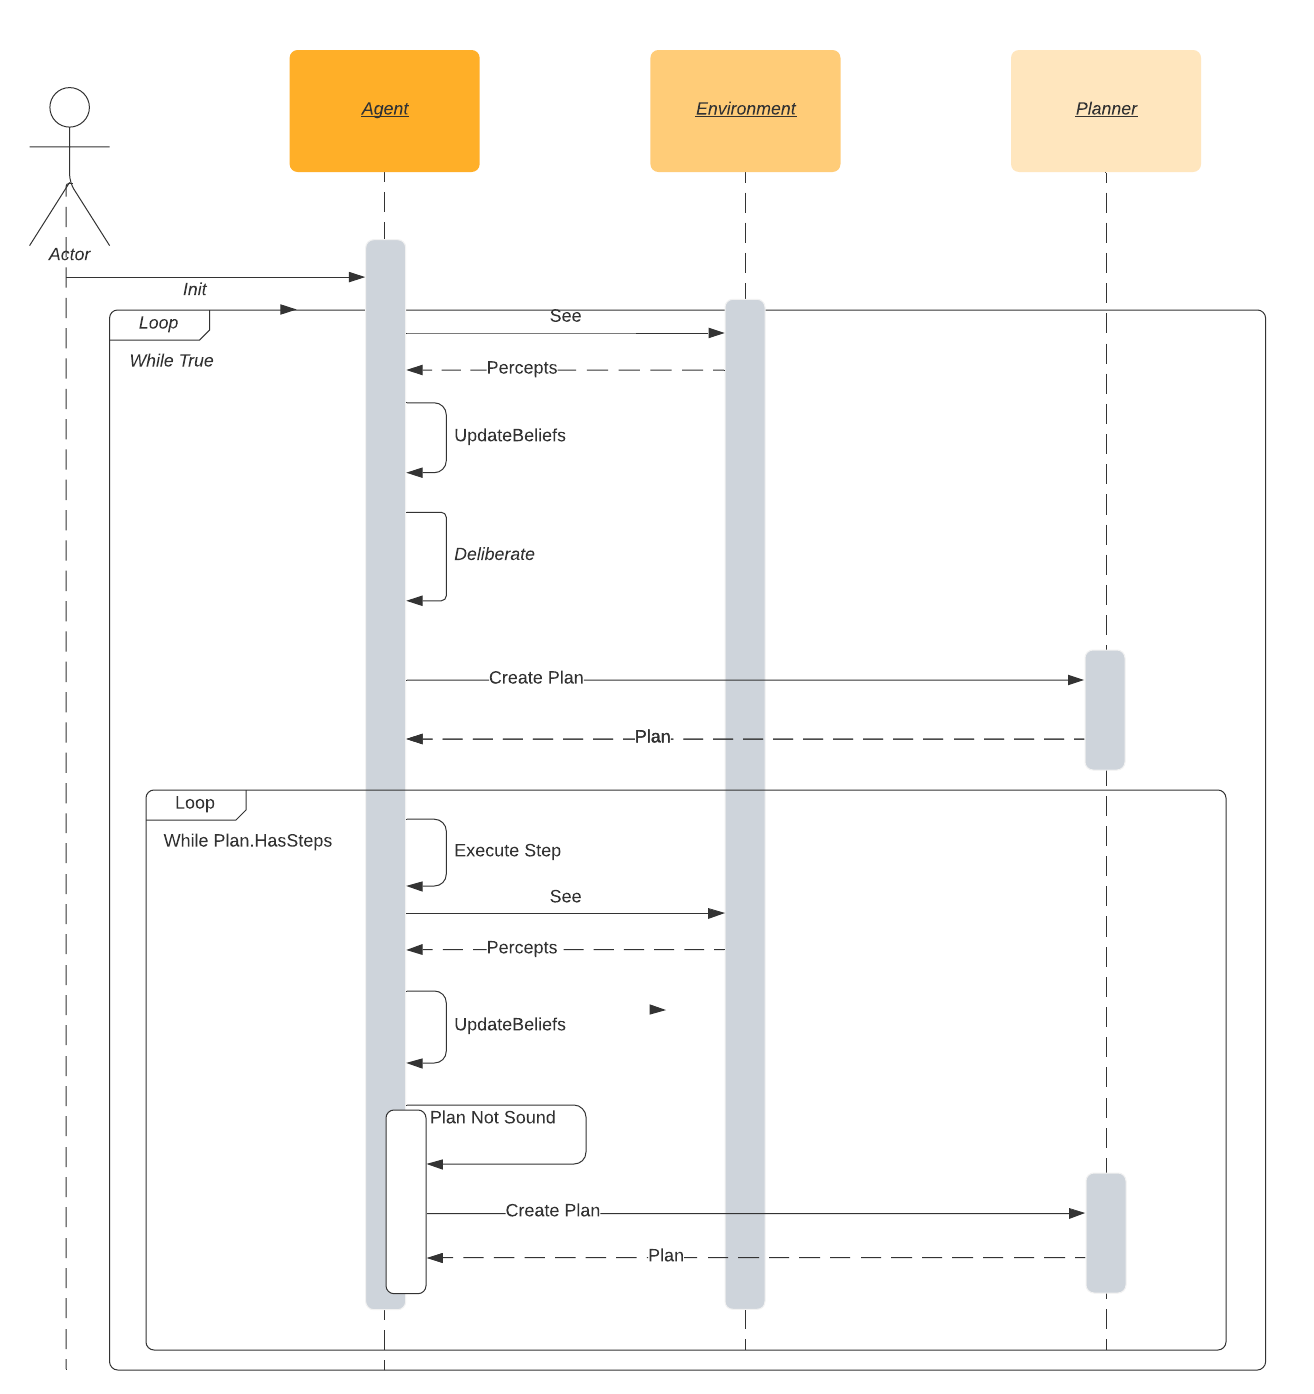 Agent
Environment
Planner
Actor
Init
Loop
See
While True
Percepts
UpdateBeliefs
Deliberate
Create Plan
Plan
Loop
While Plan.HasSteps
Execute Step
See
Percepts
UpdateBeliefs
Plan Not Sound
Create Plan
Plan